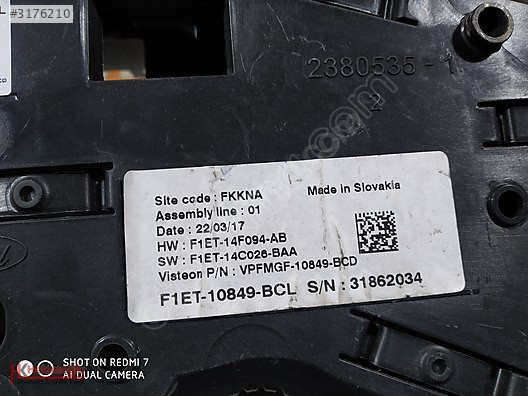 #3176210
2380535-1
2
Site code : FKKNA
Made in Slovakia
Assembly line : 01
Date : 22/03/17
HW : F1ET-14F094-AB
SW : F1ET-14C026-BAA
Visteon P/N : VPFMGF-10849-BCD
F1ET-10849-BCL S/N : 31862034
SHOT ON REDMI 7
AI DUAL CAMERA